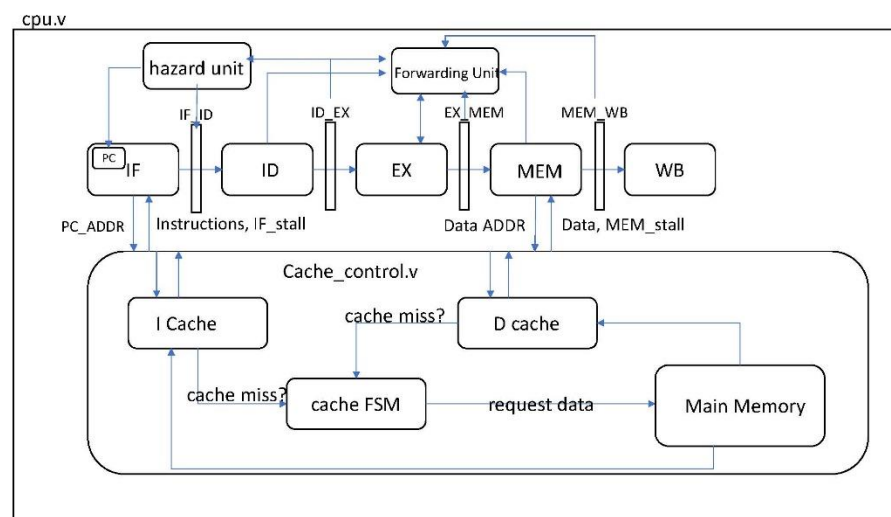 cpu.v
hazard unit
Forwarding Unit
IF_ID
ID_EX
EX_MEM
MEM_WB
PC
IF
ID
EX
MEM
WB
PC_ADDR
Instructions, IF_stall
Data ADDR
Data, MEM_stall
Cache_control.v
I Cache
cache miss?
D cache
cache miss?
cache FSM
request data
Main Memory